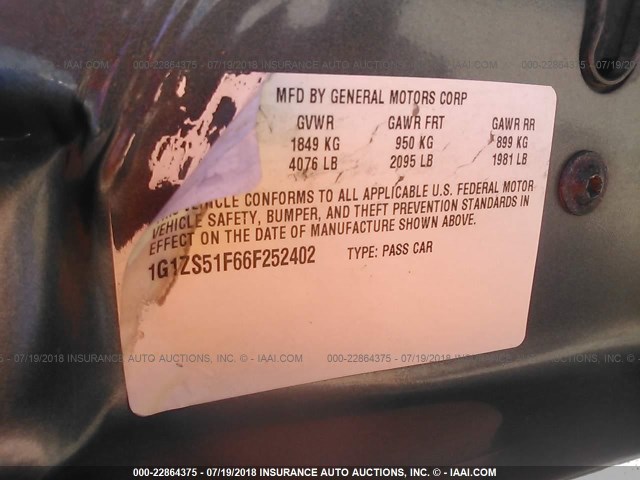 MFD BY GENERAL MOTORS CORP
GVWR GAWR FRT GAWR RR
1849 KG 950 KG 899 KG
4076 LB 2095 LB 1981 LB
VEHICLE CONFORMS TO ALL APPLICABLE U.S. FEDERAL MOTOR
VEHICLE SAFETY, BUMPER, AND THEFT PREVENTION STANDARDS IN
EFFECT ON THE DATE OF MANUFACTURE SHOWN ABOVE.
1G1ZS51F66F252402 TYPE: PASS CAR
000-22864375 - 07/19/2018 INSURANCE AUTO AUCTIONS, INC. © - IAAI.COM